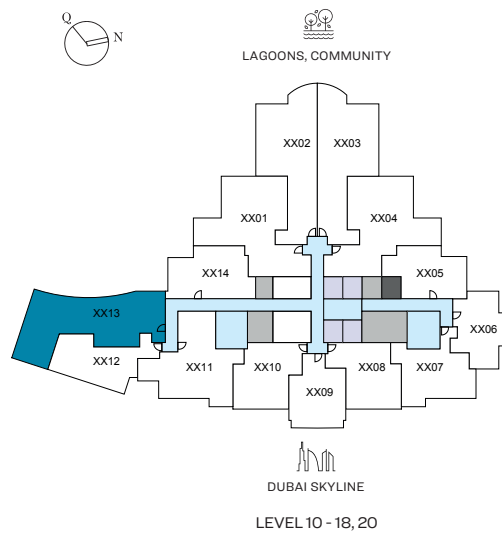 Q
N
LAGOONS, COMMUNITY
XX02 XX03
XX01 XX04
XX14 XX05
XX13
XX06
XX12
XX11 XX10 XX08 XX07
XX09
DUBAI SKYLINE
LEVEL 10 - 18, 20